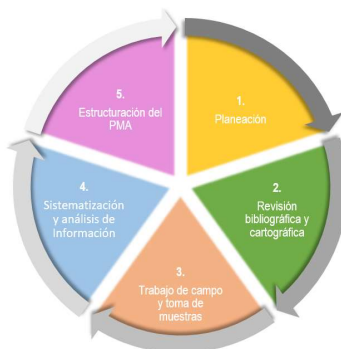 1.
Planeación
2.
Revisión
bibliográfica y
cartográfica
3.
Trabajo de campo
y toma de
muestras
4.
Sistematización
y análisis de
Información
5.
Estructuración del
PMA